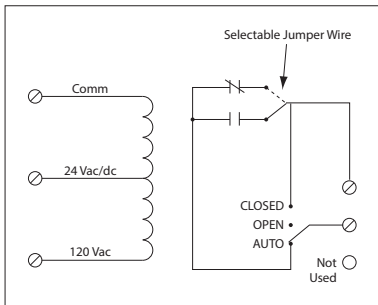 Selectable Jumper Wire
Comm
24 Vac/dc
120 Vac
CLOSED
OPEN
AUTO
Not
Used